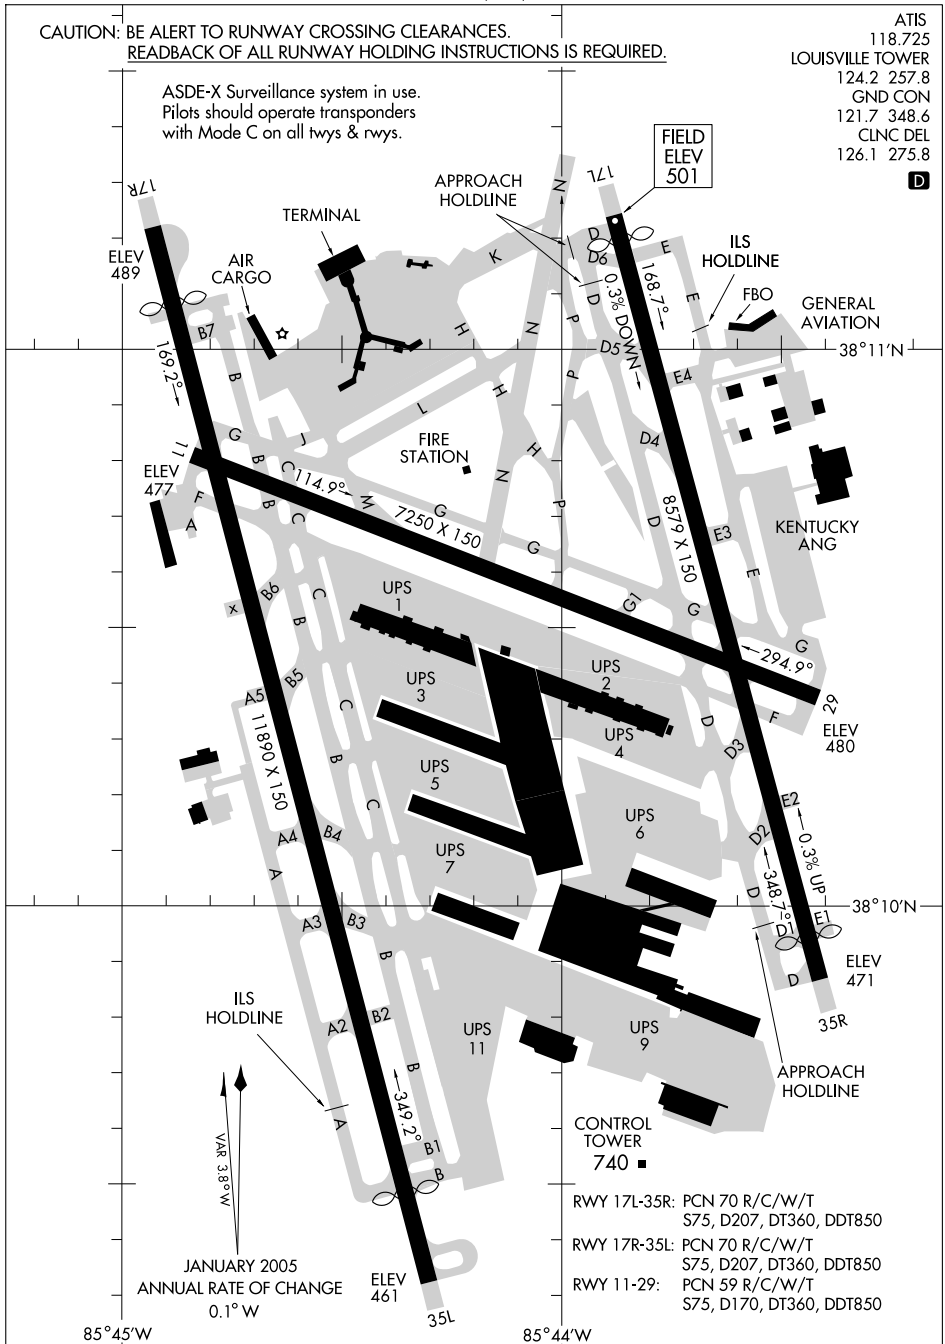 CAUTION: BE ALERT TO RUNWAY CROSSING CLEARANCES.
READBACK OF ALL RUNWAY HOLDING INSTRUCTIONS IS REQUIRED.
ATIS
118.725
LOUISVILLE TOWER
124.2 257.8
GND CON
121.7 348.6
CLNC DEL
126.1 275.8
D
ASDE-X Surveillance system in use.
Pilots should operate transponders
with Mode C on all twys & rwys.
FIELD
ELEV
501
17R
17L
N
APPROACH
HOLDLINE
TERMINAL
AIR
CARGO
ELEV
489
K
D
D6
E
E
ILS
HOLDLINE
FBO
GENERAL
AVIATION
168.7°
0.3% DOWN
D
B7
H
N
P
D5
38°11'N
169.2°
B
P
E4
H
L
J
G
B
C
FIRE
STATION
H
D4
11
ELEV
477
114.9°
M
N
P
F
A
B
C
G
7250 X 150
G
D
8579 X 150
E3
E
KENTUCKY
ANG
x
B6
C
B
UPS
1
G1
G
G
294.9°
29
ELEV
480
UPS
2
UPS
3
UPS
4
A5
B5
C
D
F
D3
11890 X 150
B
UPS
5
C
UPS
6
E2
D2
A4
B4
UPS
7
A
0.3% UP
348.7°
D
38°10'N
A3
B3
D1
E1
B
ELEV
471
D
35R
ILS
HOLDLINE
A2
B2
UPS
11
UPS
9
B
APPROACH
HOLDLINE
A
349.2°
VAR 3.8° W
B1
B
CONTROL
TOWER
740
RWY 17L-35R: PCN 70 R/C/W/T
S75, D207, DT360, DDT850
RWY 17R-35L: PCN 70 R/C/W/T
S75, D207, DT360, DDT850
RWY 11-29: PCN 59 R/C/W/T
S75, D170, DT360, DDT850
JANUARY 2005
ANNUAL RATE OF CHANGE
0.1° W
ELEV
461
35L
85°45'W
85°44'W